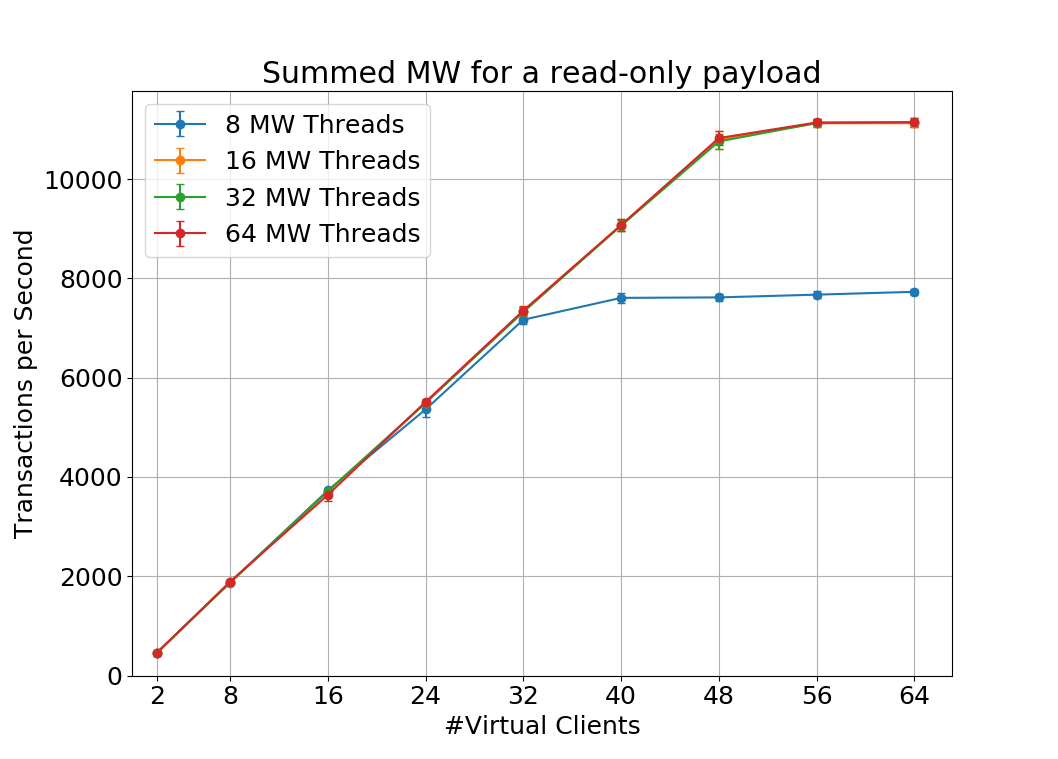 Summed MW for a read-only payload
8 MW Threads
16 MW Threads
32 MW Threads
64 MW Threads
10000
8000
6000
4000
2000
0
Transactions per Second
2 8 16 24 32 40 48 56 64
#Virtual Clients